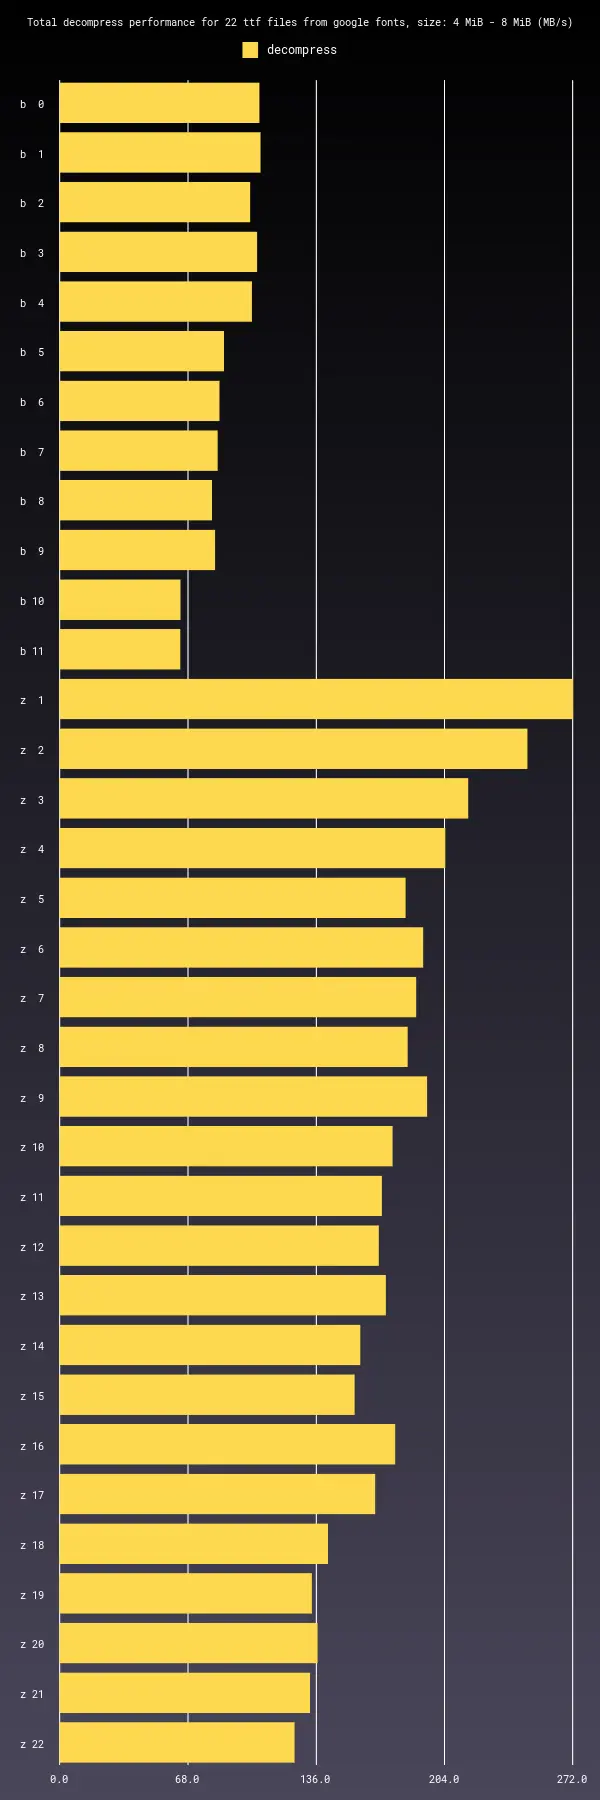 Total decompress performance for 22 ttf files from google fonts, size: 4 MiB - 8 MiB (MB/s)
decompress
b  0
b  1
b  2
b  3
b  4
b  5
b  6
b  7
b  8
b  9
b 10
b 11
z  1
z  2
z  3
z  4
z  5
z  6
z  7
z  8
z  9
z 10
z 11
z 12
z 13
z 14
z 15
z 16
z 17
z 18
z 19
z 20
z 21
z 22
0.0 68.0 136.0 204.0 272.0